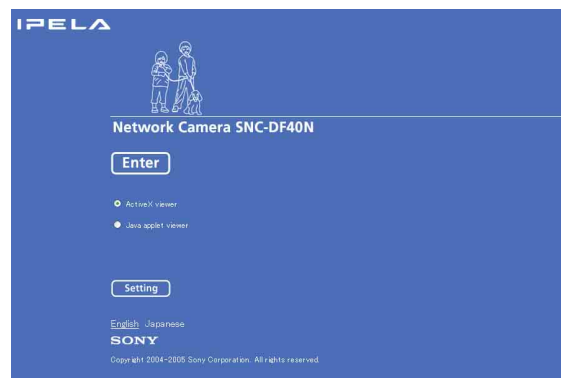 IPELA
Network Camera SNC-DF40N
Enter
ActiveX viewer
Java applet viewer
Setting
English Japanese
SONY
Copyright 2004-2005 Sony Corporation. All rights reserved.